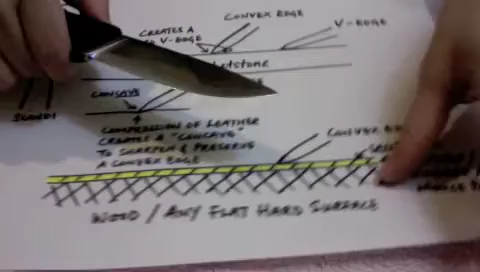 CONVEX EDGE
V-EDGE
CREATES A
V-EDGE
CONCAVE
SCANDI
COMPRESSION OF LEATHER
CREATES A "CONCAVE"
TO SHARPEN & PRESERVE
A CONVEX EDGE
CONVEX
WOOD / ANY FLAT HARD SURFACE